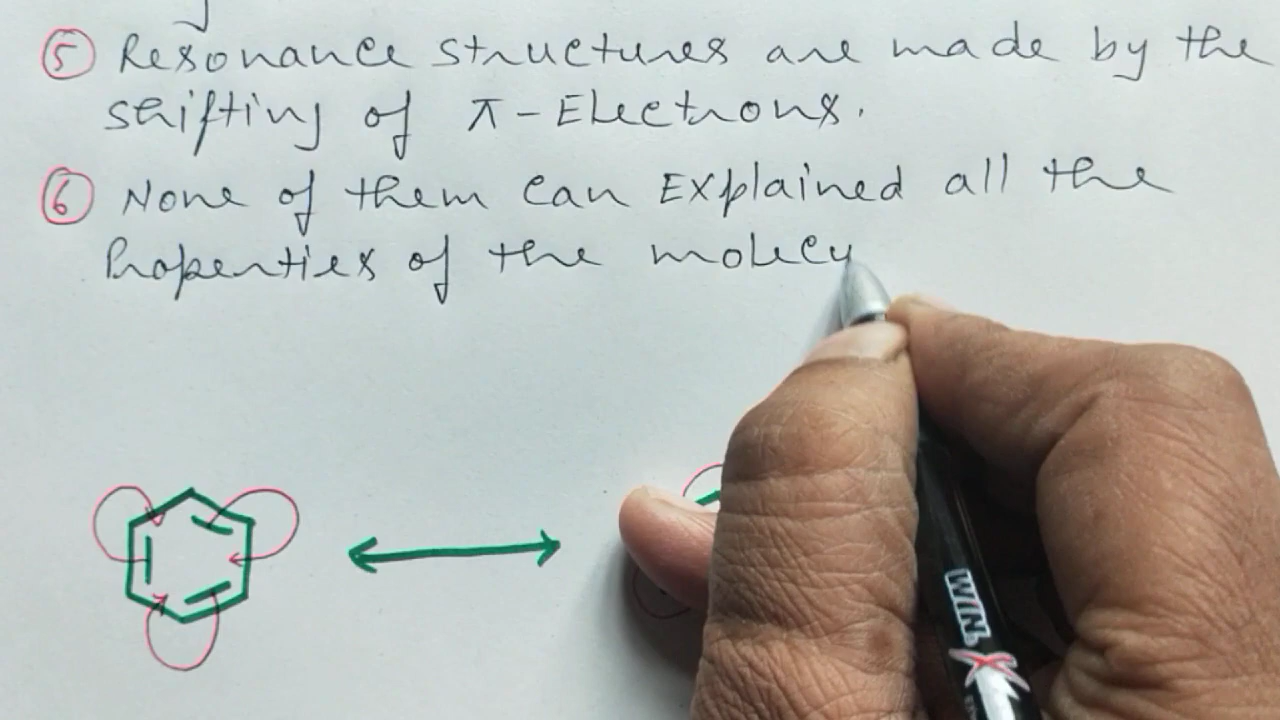 ⑤ Resonance structures are made by the
shifting of π-Electrons.
⑥ None of them can Explained all the
Properties of the molecu
WIN